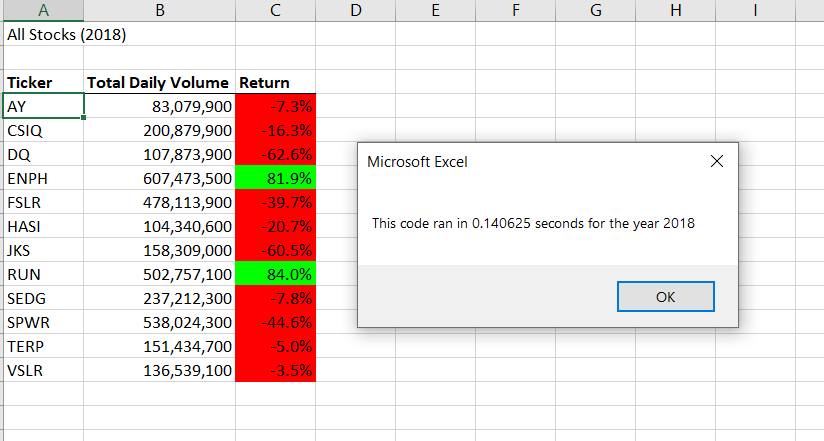 A B C D E F G H I
All Stocks (2018)
Ticker Total Daily Volume Return
AY 83,079,900 -7.3%
CSIQ 200,879,900 -16.3%
DQ 107,873,900 -62.6%
ENPH 607,473,500 81.9%
FSLR 478,113,900 -39.7%
HASI 104,340,600 -20.7%
JKS 158,309,000 -60.5%
RUN 502,757,100 84.0%
SEDG 237,212,300 -7.8%
SPWR 538,024,300 -44.6%
TERP 151,434,700 -5.0%
VSLR 136,539,100 -3.5%
Microsoft Excel
This code ran in 0.140625 seconds for the year 2018
OK